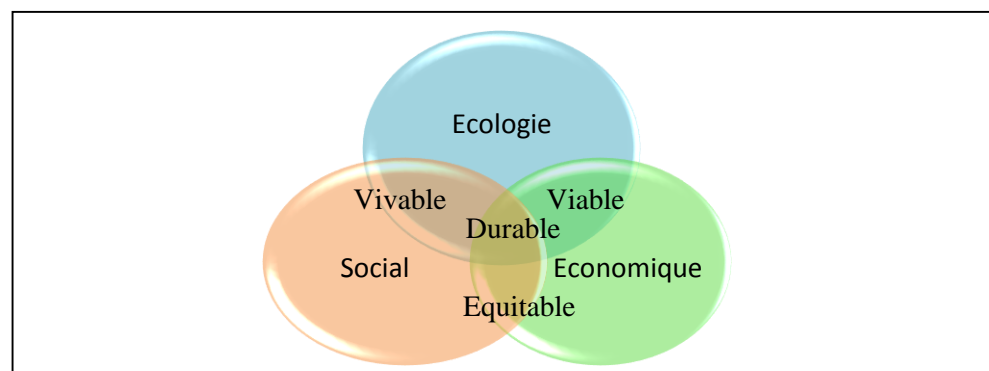 Ecologie
Vivable Viable
Durable
Social Economique
Equitable